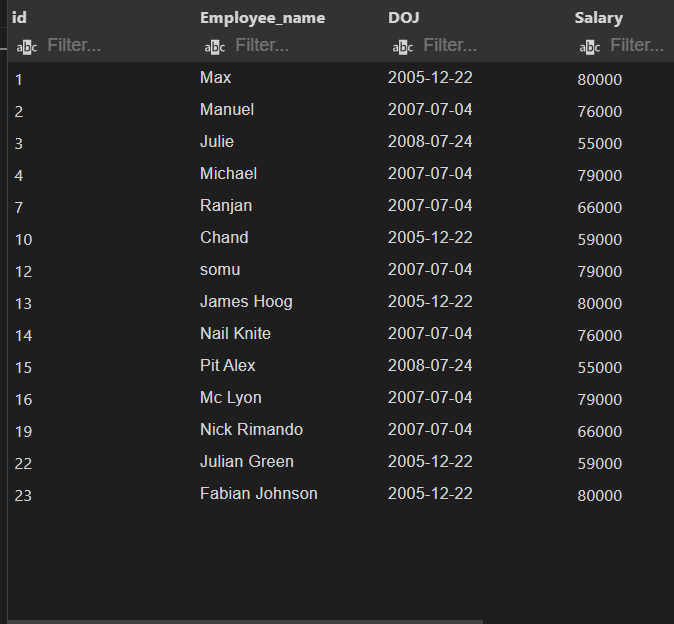 id Employee_name DOJ Salary
abc Filter... abc Filter... abc Filter... abc Filter...
1 Max 2005-12-22 80000
2 Manuel 2007-07-04 76000
3 Julie 2008-07-24 55000
4 Michael 2007-07-04 79000
7 Ranjan 2007-07-04 66000
10 Chand 2005-12-22 59000
12 somu 2007-07-04 79000
13 James Hoog 2005-12-22 80000
14 Nail Knite 2007-07-04 76000
15 Pit Alex 2008-07-24 55000
16 Mc Lyon 2007-07-04 79000
19 Nick Rimando 2007-07-04 66000
22 Julian Green 2005-12-22 59000
23 Fabian Johnson 2005-12-22 80000